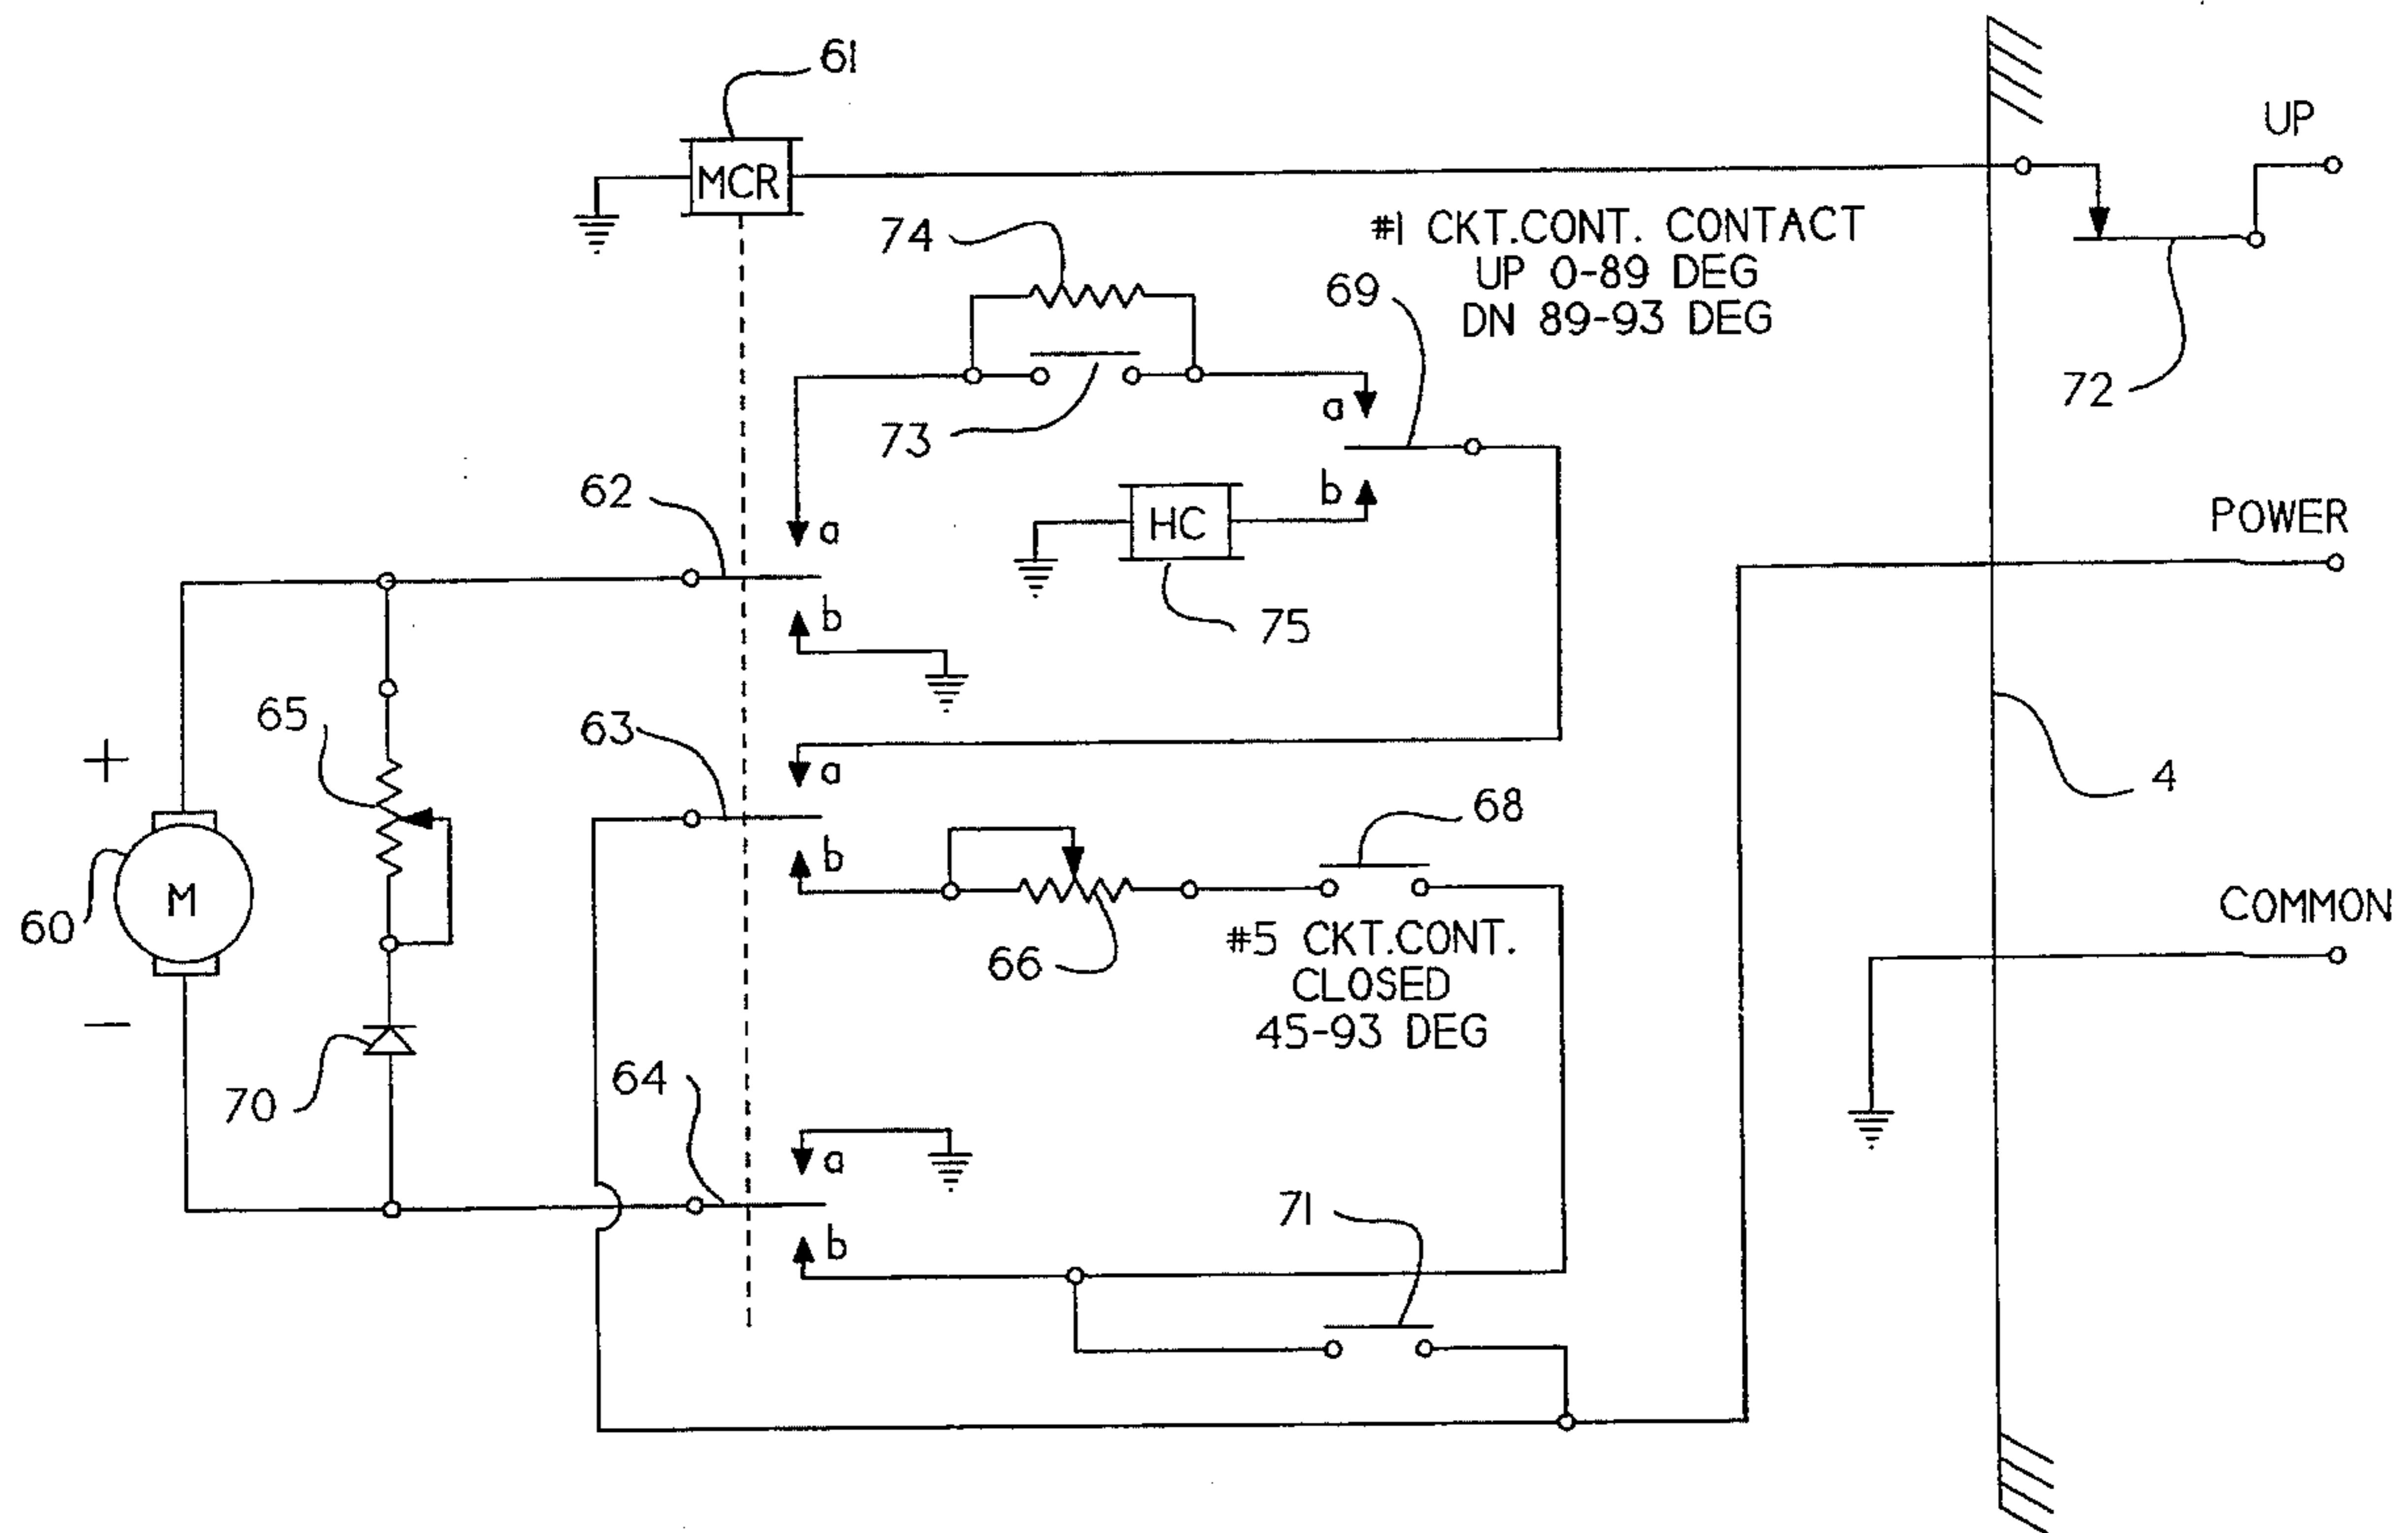 61
UP
MCR
74
#1 CKT.CONT. CONTACT
UP 0-89 DEG
DN 89-93 DEG
69
72
73
a
62
b
HC
a
POWER
b
75
65
63
a
4
+
68
b
M
60
66
#5 CKT.CONT.
CLOSED
45-93 DEG
COMMON
−
70
64
a
71
b